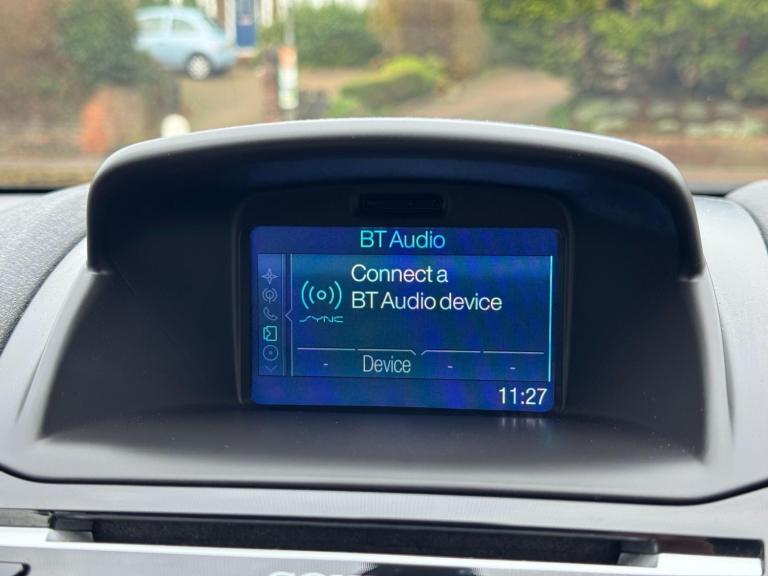 BT Audio
Connect a
BT Audio device
SYNC
- Device - -
11:27